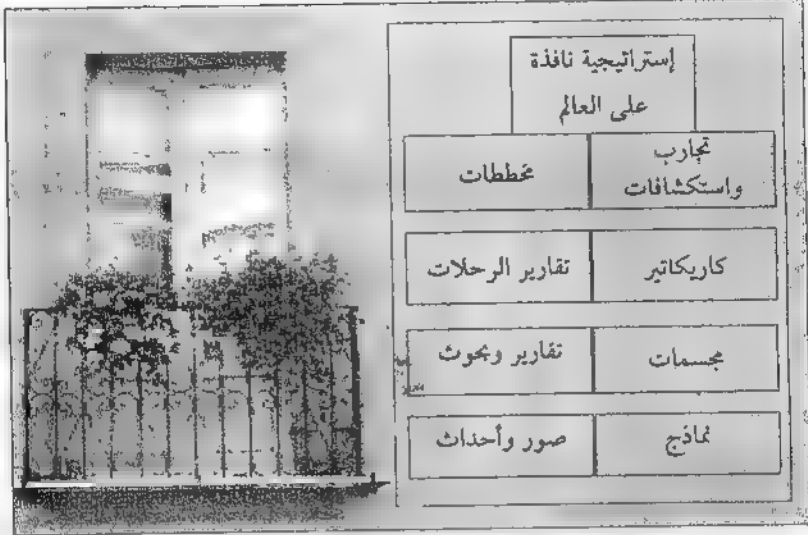 إستراتيجية نافذة
على العالم
تجارب
واستكشافات
مخططات
كاريكاتير
تقارير الرحلات
مجسمات
تقارير وبحوث
نماذج
صور وأحداث